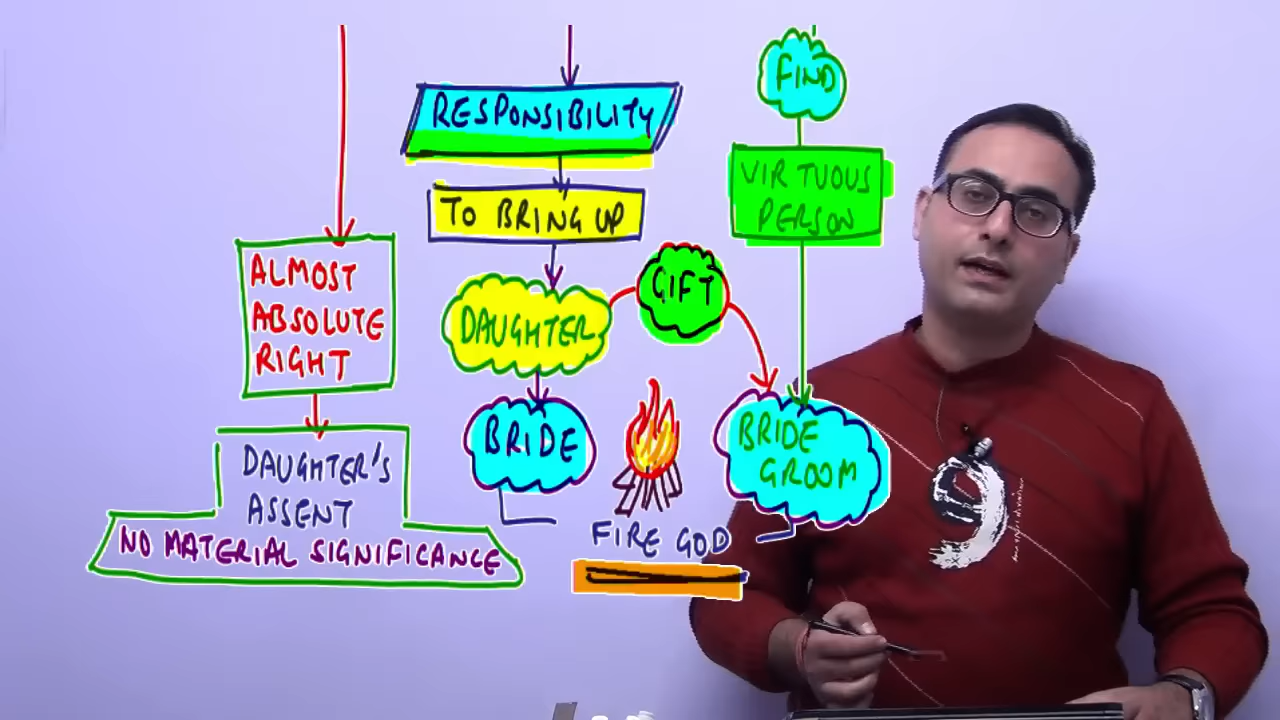 ALMOST
ABSOLUTE
RIGHT
DAUGHTER'S
ASSENT
NO MATERIAL SIGNIFICANCE
RESPONSIBILITY
TO BRING UP
DAUGHTER
BRIDE
GIFT
FIRE GOD
FIND
VIRTUOUS
PERSON
BRIDE
GROOM
9